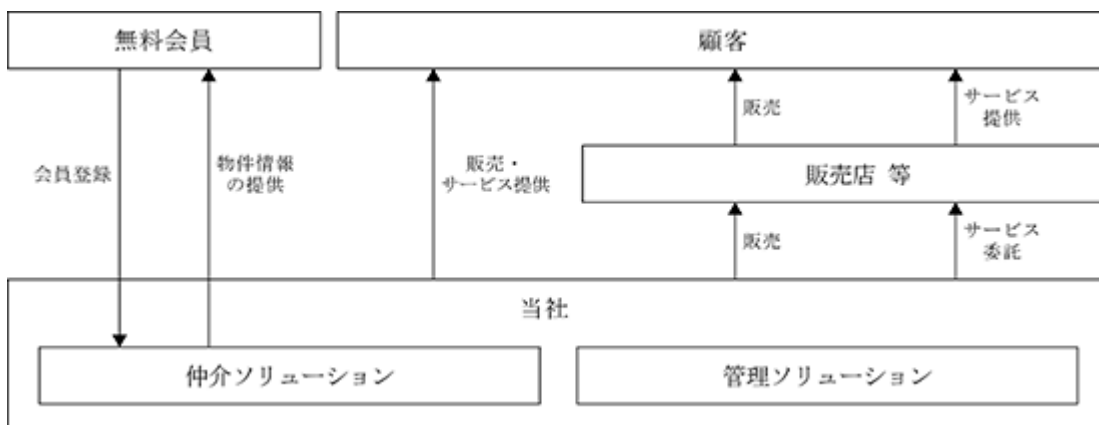 無料会員
顧客
会員登録
物件情報
の提供
販売・
サービス提供
販売
サービス
提供
販売店 等
販売
サービス
委託
当社
仲介ソリューション
管理ソリューション